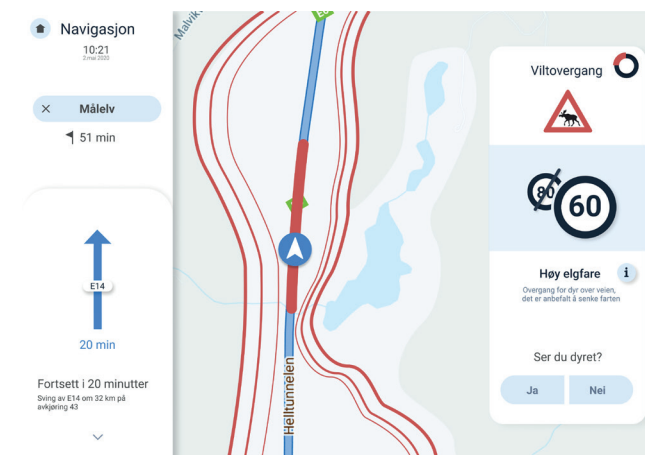 Navigasjon
10:21
2.mai 2020
Målelv
51 min
E14
20 min
Fortsett i 20 minutter
Sving av E14 om 32 km på
avkjøring 43
Malvik
Helltunnelen
Viltovergang
80
60
Høy elgfare
i
Overgang for dyr over veien,
det er anbefalt å senke farten
Ser du dyret?
Ja
Nei